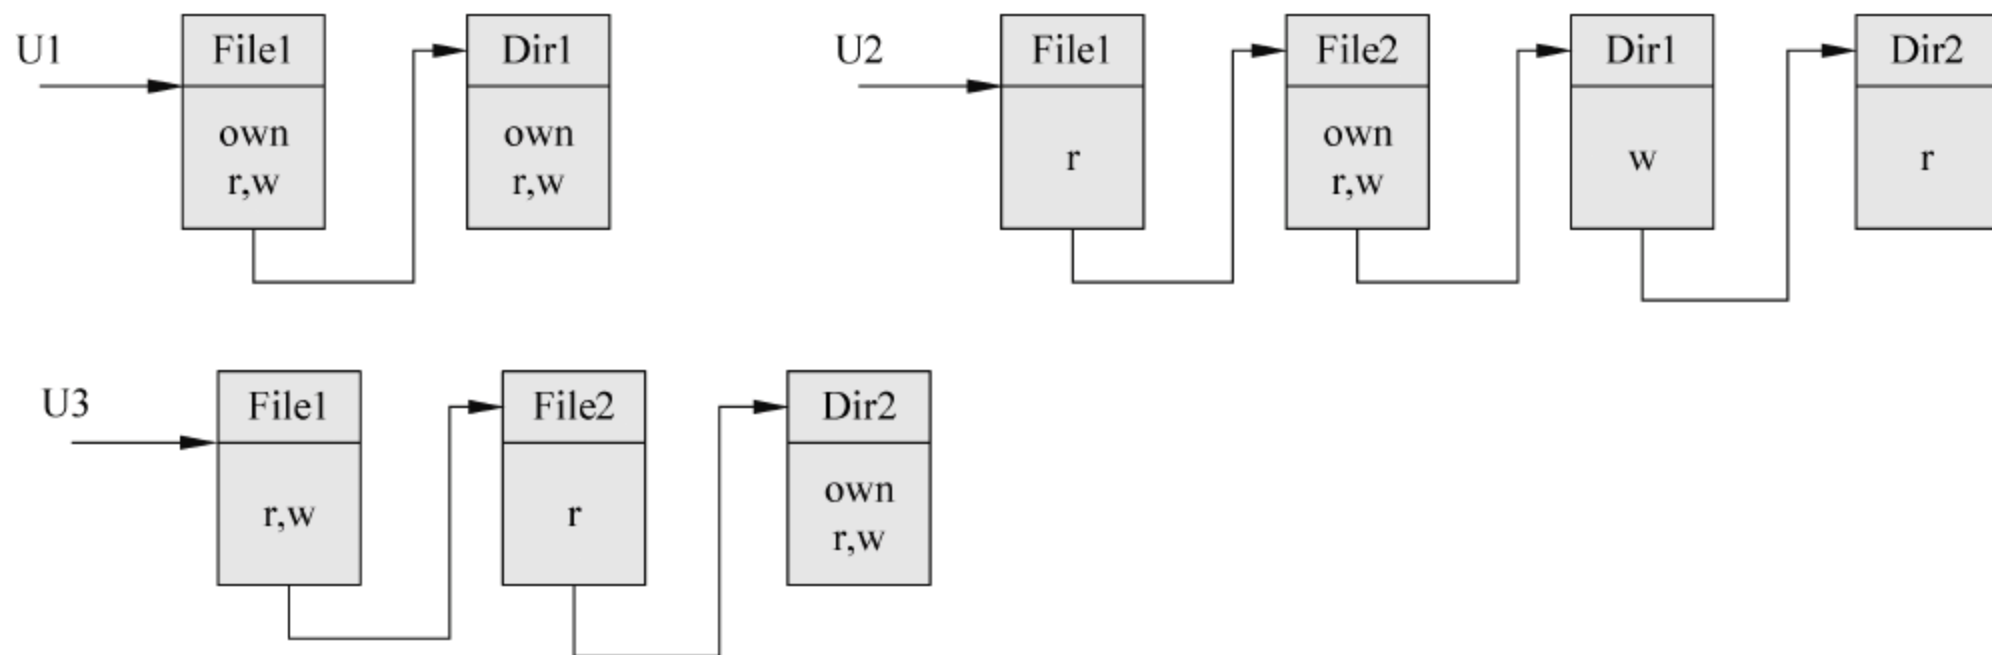 U1
File1
own
r,w
Dir1
own
r,w
U2
File1
r
File2
own
r,w
Dir1
w
Dir2
r
U3
File1
r,w
File2
r
Dir2
own
r,w